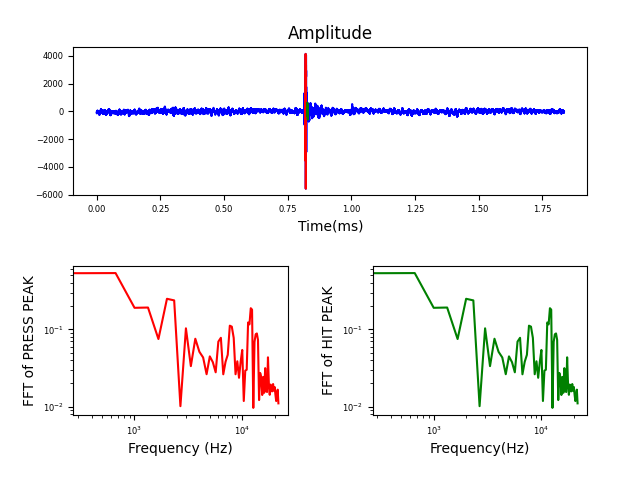 Amplitude
4000
2000
0
−2000
−4000
−6000
0.00 0.25 0.50 0.75 1.00 1.25 1.50 1.75
Time(ms)
FFT of PRESS PEAK
10⁻¹
10⁻²
10³ 10⁴
Frequency (Hz)
FFT of HIT PEAK
10⁻¹
10⁻²
10³ 10⁴
Frequency(Hz)